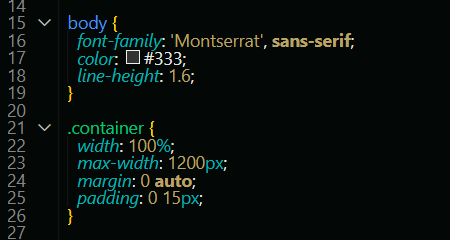 14
15 body {
16 font-family: 'Montserrat', sans-serif;
17 color: #333;
18 line-height: 1.6;
19 }
20
21 .container {
22 width: 100%;
23 max-width: 1200px;
24 margin: 0 auto;
25 padding: 0 15px;
26 }
27